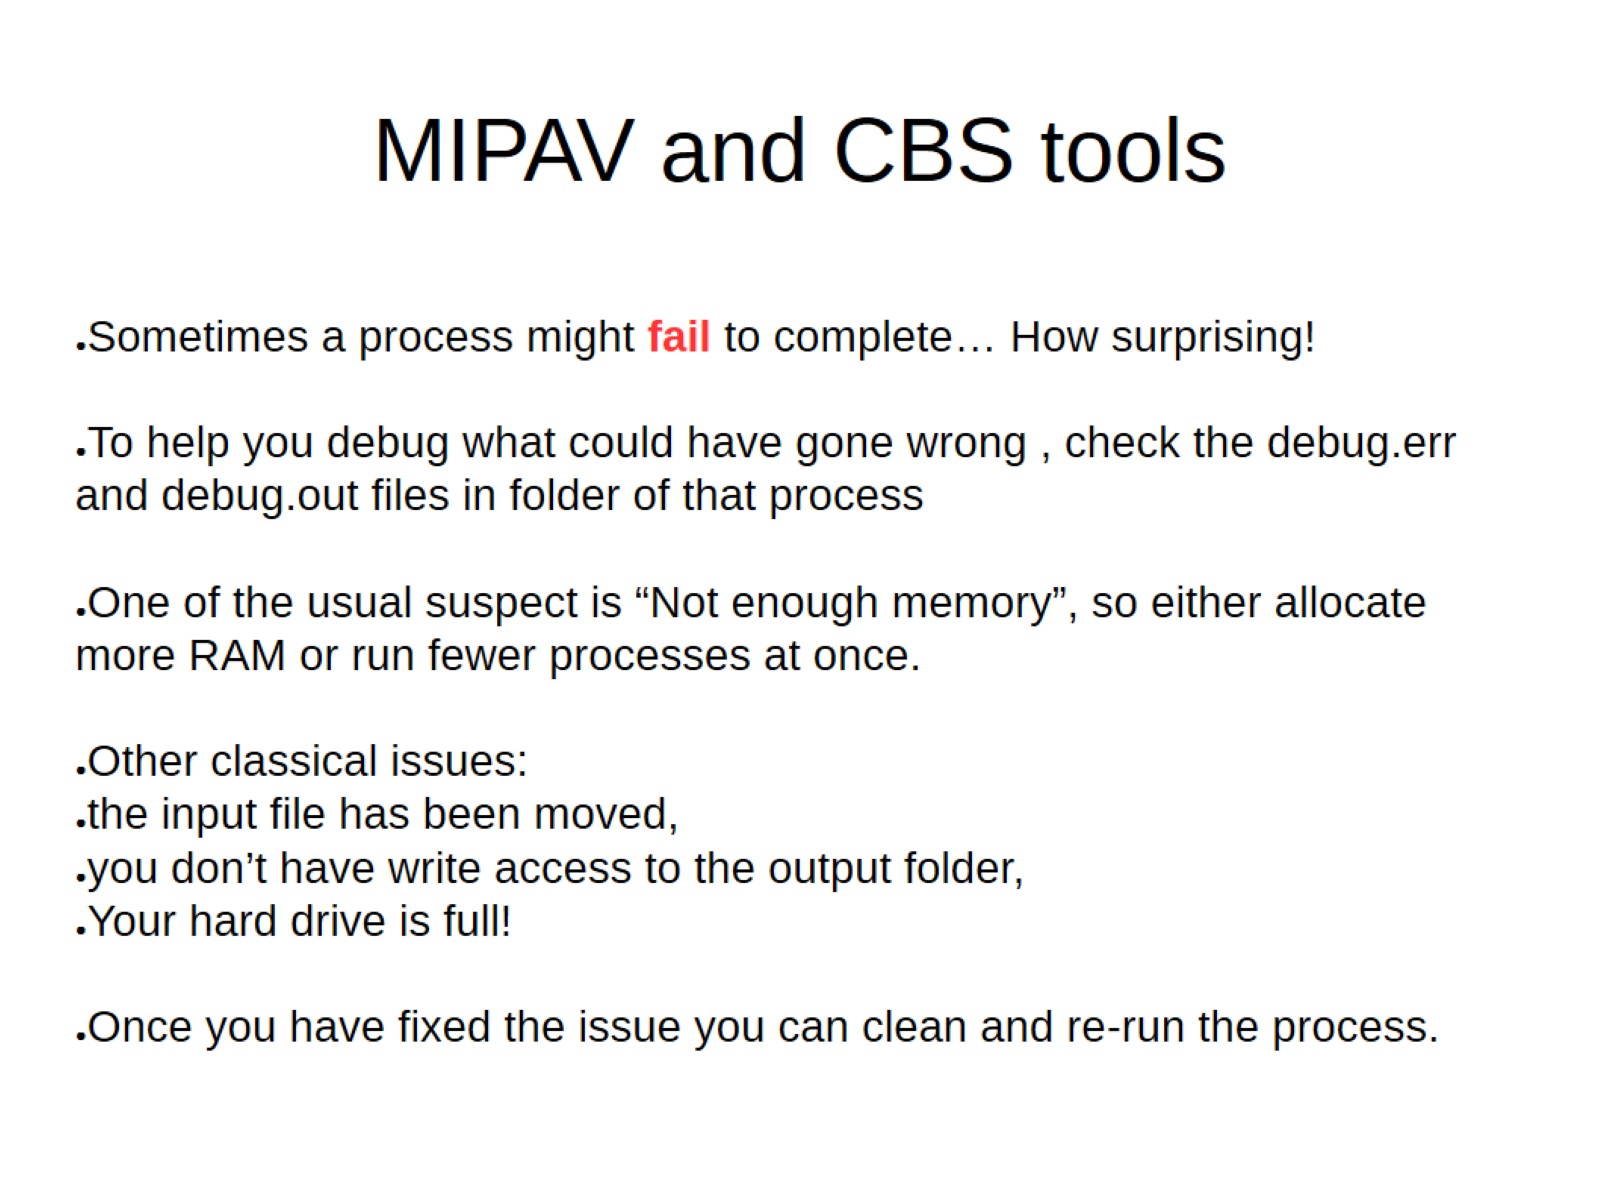 MIPAV and CBS tools
●Sometimes a process might fail to complete… How surprising!
●To help you debug what could have gone wrong , check the debug.err
and debug.out files in folder of that process
●One of the usual suspect is “Not enough memory”, so either allocate
more RAM or run fewer processes at once.
●Other classical issues:
●the input file has been moved,
●you don’t have write access to the output folder,
●Your hard drive is full!
●Once you have fixed the issue you can clean and re-run the process.